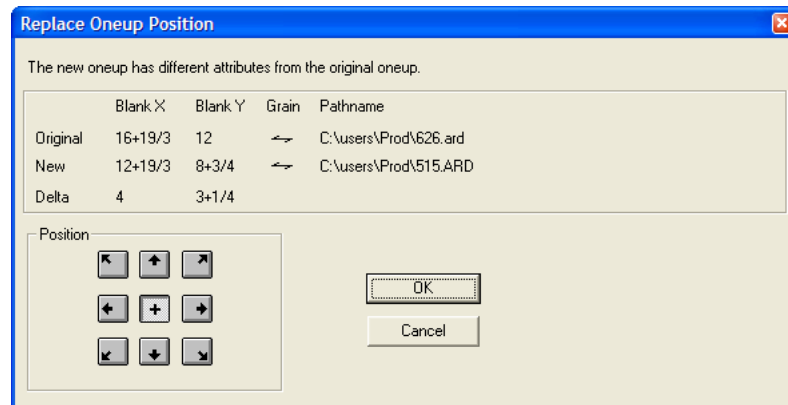 Replace Oneup Position
The new oneup has different attributes from the original oneup.
Blank X Blank Y Grain Pathname
Original 16+19/3 12 C:\users\Prod\626.ard
New 12+19/3 8+3/4 C:\users\Prod\515.ARD
Delta 4 3+1/4
Position
OK
Cancel